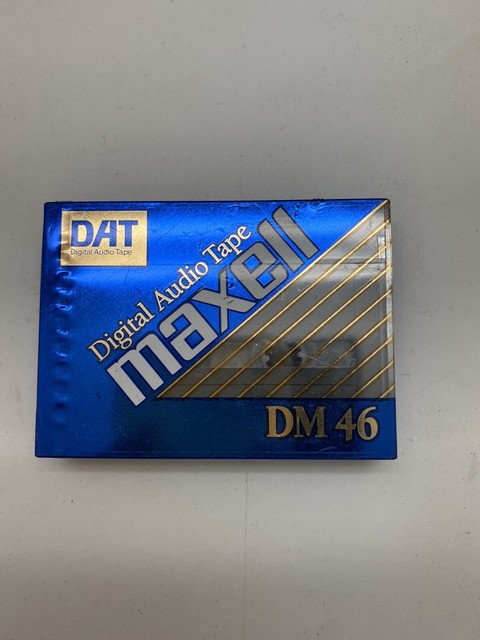 DAT
Digital Audio Tape
Digital Audio Tape
maxell
DM 46